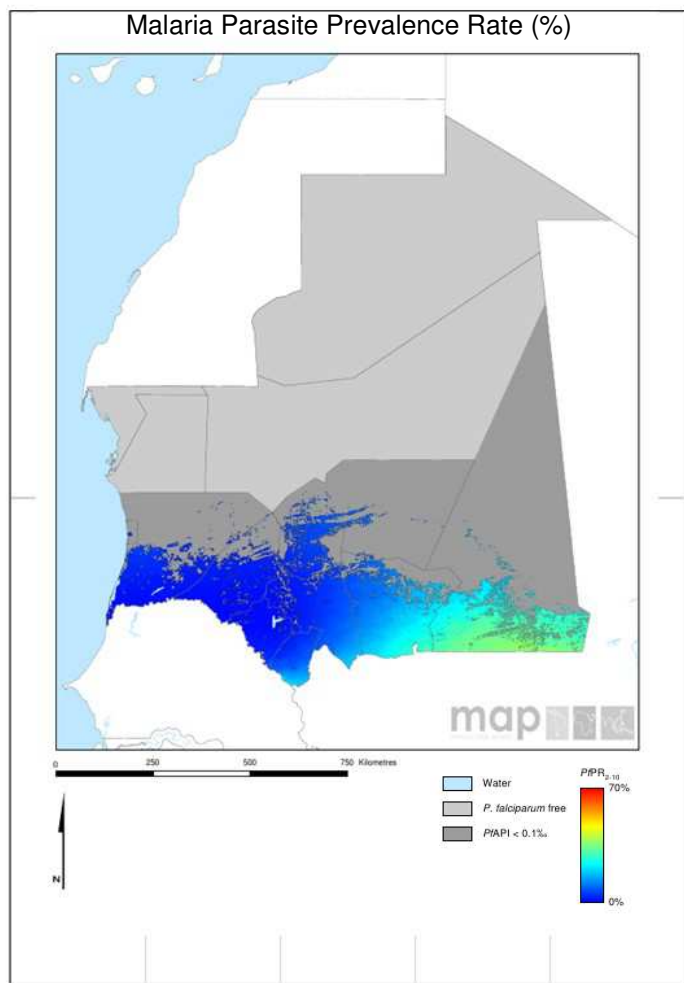 Malaria Parasite Prevalence Rate (%)
map
0 250 500 750 Kilometres
Water
P. falciparum free
PfAPI < 0.1‰
PfPR2-10
70%
0%
N